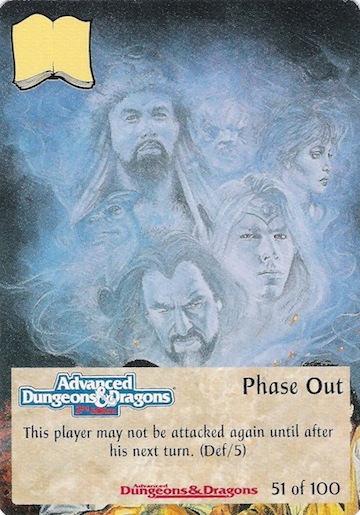 Advanced
Dungeons & Dragons
2nd Edition
Phase Out
This player may not be attacked again until after
his next turn. (Def/5)
Advanced
Dungeons & Dragons
51 of 100